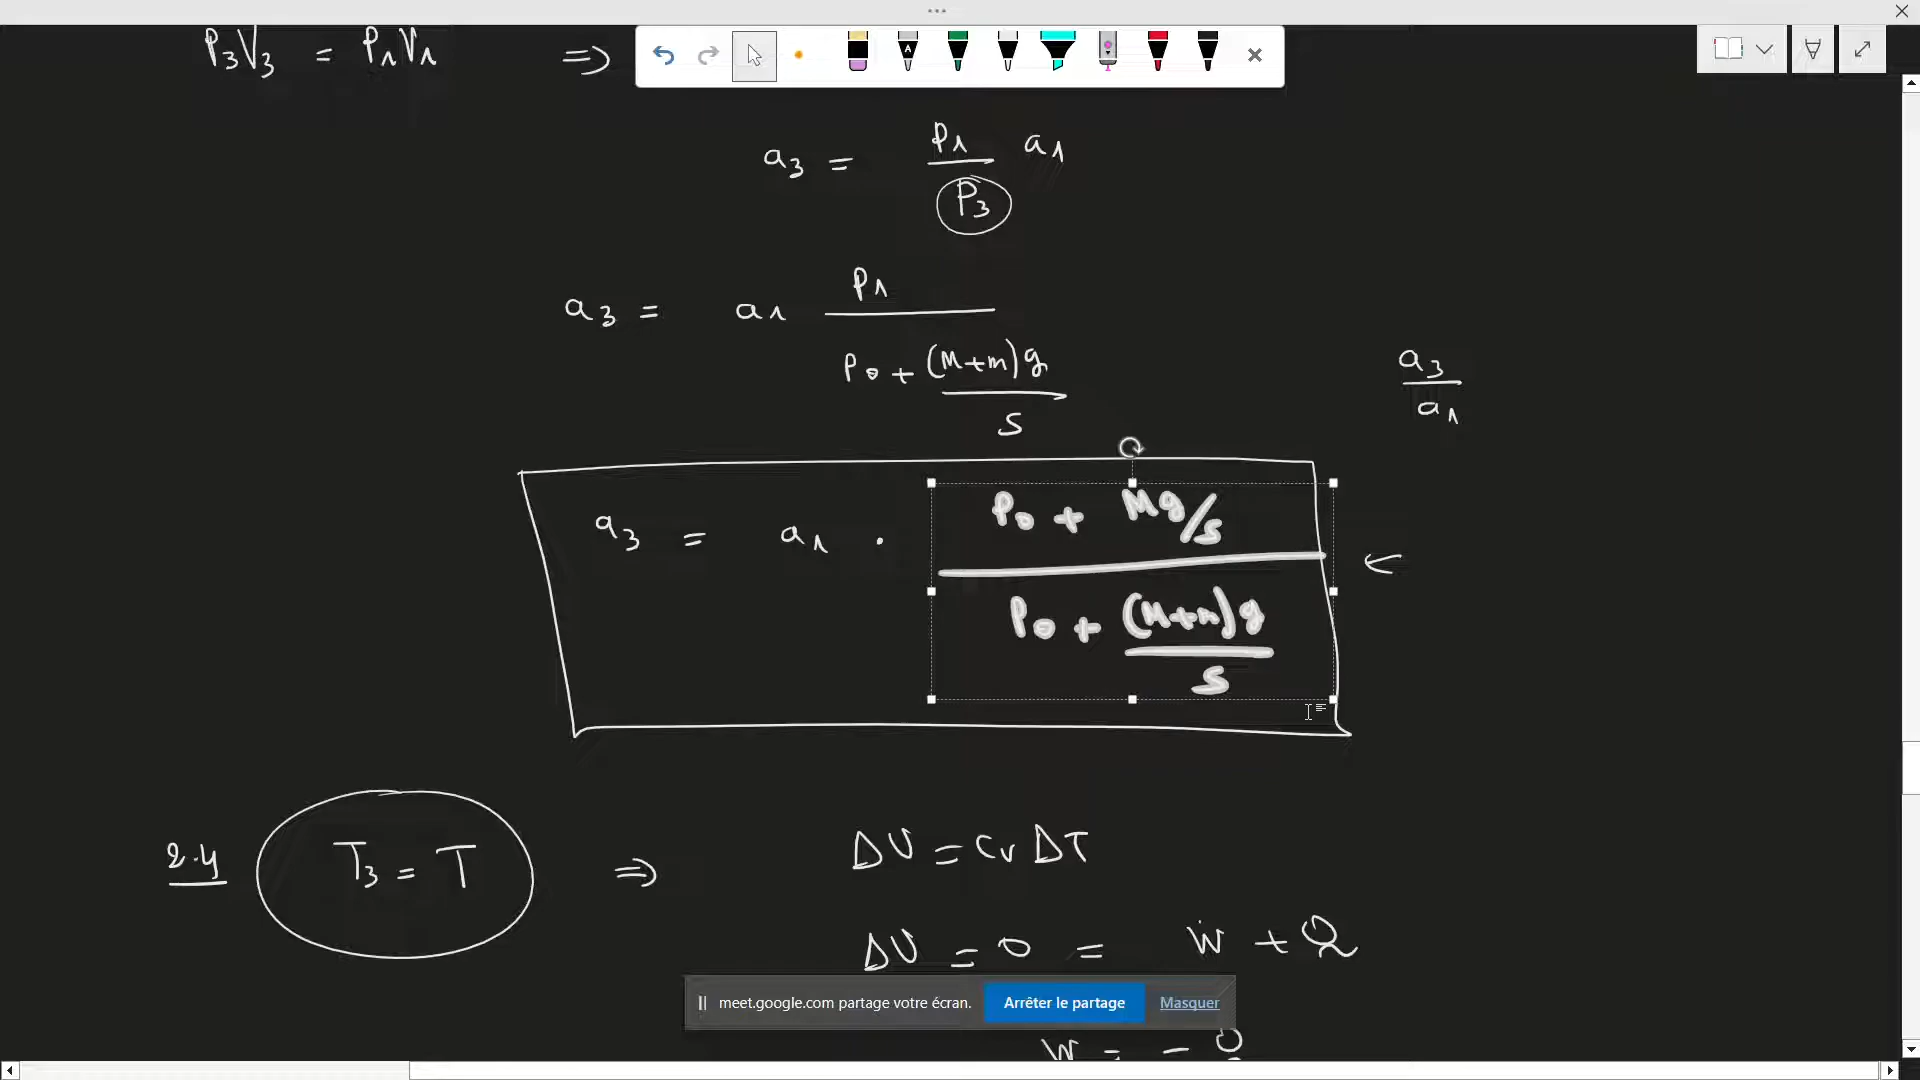 P₃V₃ = P₁V₁ ⇒
a₃ = P₁/P₃ a₁
a₃ = a₁ P₁/(P₀ + (M+m)g/S)
a₃/a₁
a₃ = a₁ · (P₀ + Mg/S)/(P₀ + (M+m)g/S) ←
2.4 T₃ = T ⇒ ΔU = Cv ΔT
ΔU = 0 = W + Q
meet.google.com partage votre écran. Arrêter le partage Masquer
W = - Q